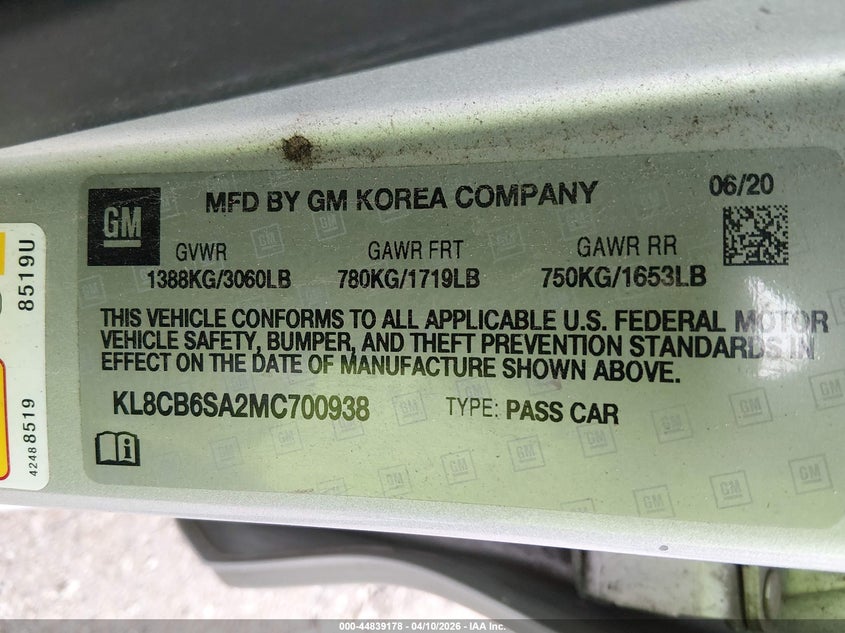 GM
MFD BY GM KOREA COMPANY
06/20
GVWR GAWR FRT GAWR RR
1388KG/3060LB 780KG/1719LB 750KG/1653LB
THIS VEHICLE CONFORMS TO ALL APPLICABLE U.S. FEDERAL MOTOR
VEHICLE SAFETY, BUMPER, AND THEFT PREVENTION STANDARDS IN
EFFECT ON THE DATE OF MANUFACTURE SHOWN ABOVE.
KL8CB6SA2MC700938 TYPE: PASS CAR
8519U
42488519
000-44839178 - 04/10/2026 - IAA Inc.